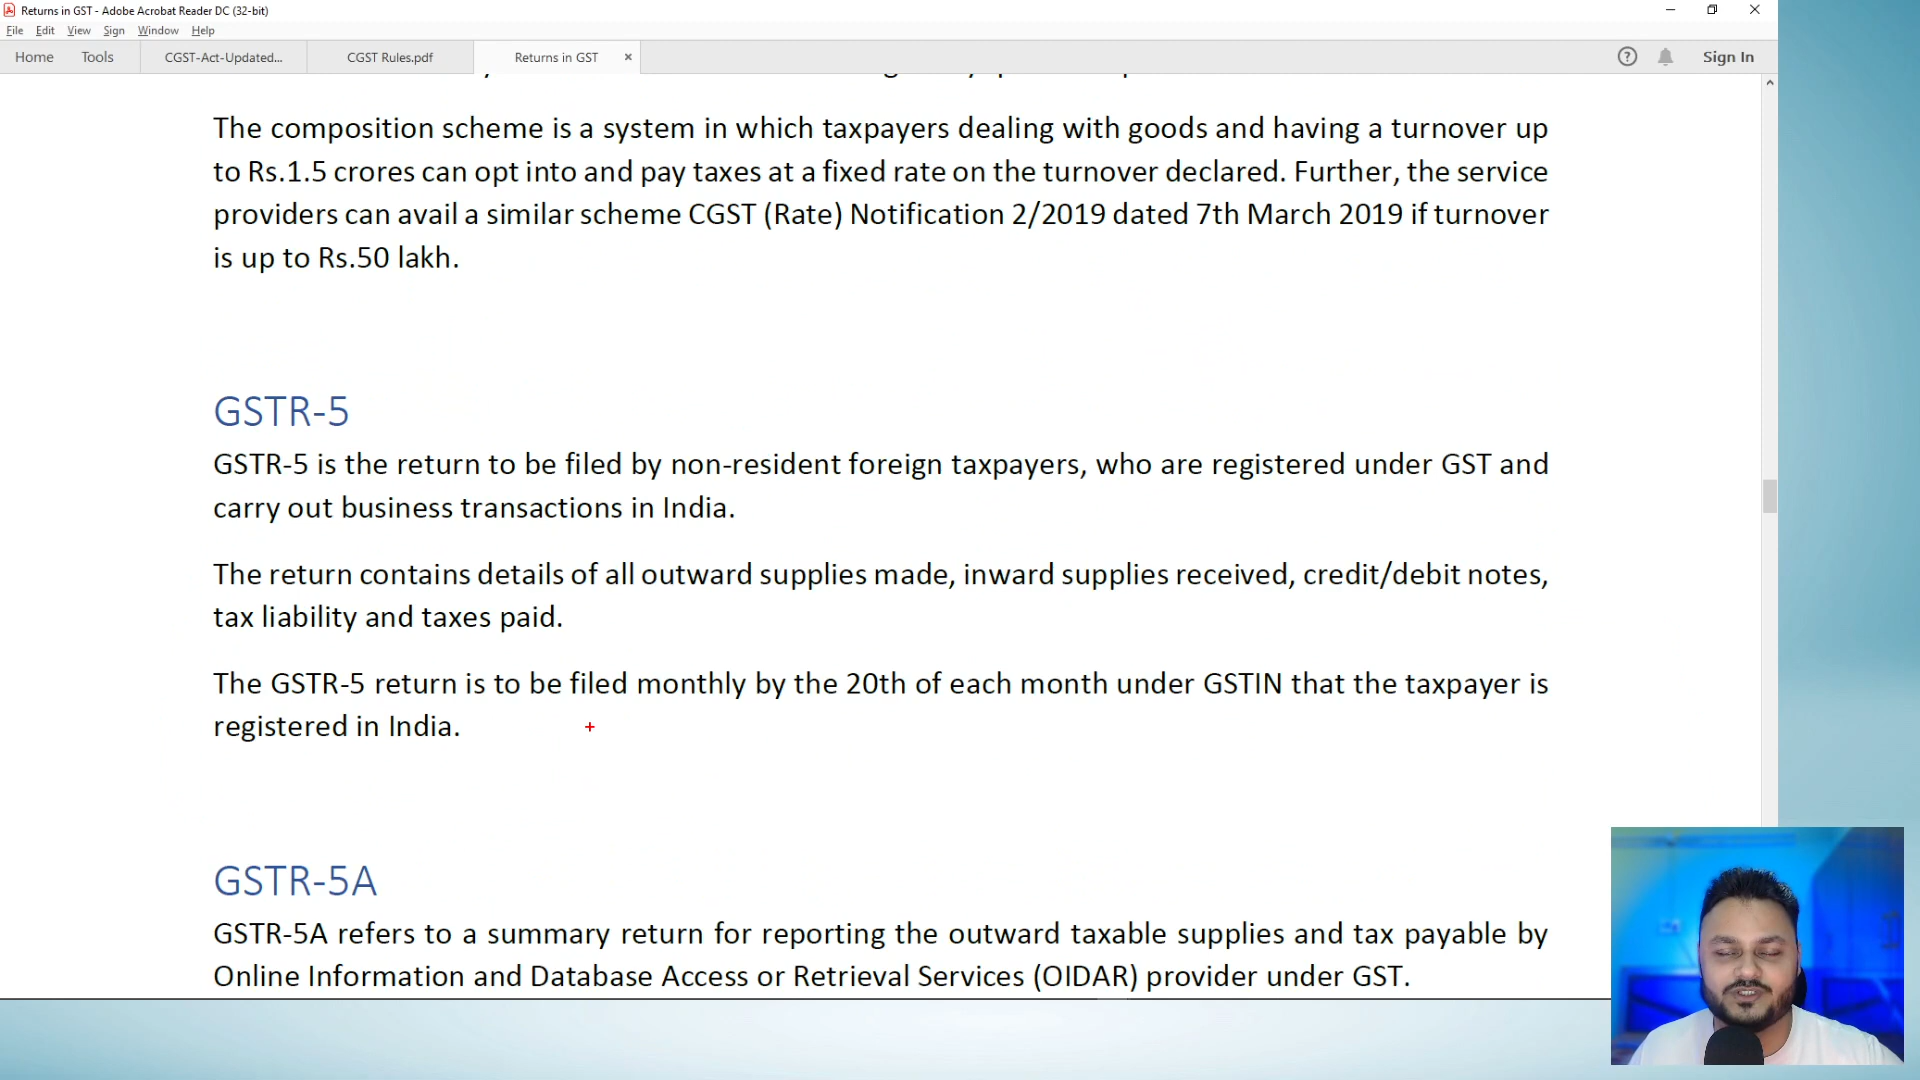 Returns in GST - Adobe Acrobat Reader DC (32-bit)
File Edit View Sign Window Help
Home Tools CGST-Act-Updated... CGST Rules.pdf Returns in GST × Sign In
The composition scheme is a system in which taxpayers dealing with goods and having a turnover up
to Rs.1.5 crores can opt into and pay taxes at a fixed rate on the turnover declared. Further, the service
providers can avail a similar scheme CGST (Rate) Notification 2/2019 dated 7th March 2019 if turnover
is up to Rs.50 lakh.
GSTR-5
GSTR-5 is the return to be filed by non-resident foreign taxpayers, who are registered under GST and
carry out business transactions in India.
The return contains details of all outward supplies made, inward supplies received, credit/debit notes,
tax liability and taxes paid.
The GSTR-5 return is to be filed monthly by the 20th of each month under GSTIN that the taxpayer is
registered in India.
GSTR-5A
GSTR-5A refers to a summary return for reporting the outward taxable supplies and tax payable by
Online Information and Database Access or Retrieval Services (OIDAR) provider under GST.